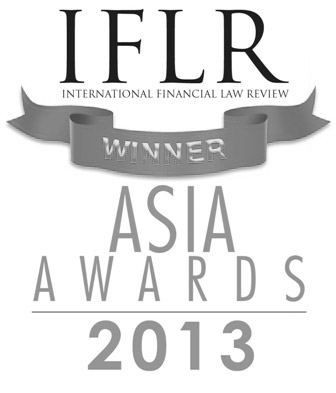 IFLR
INTERNATIONAL FINANCIAL LAW REVIEW
WINNER
ASIA
AWARDS
2013